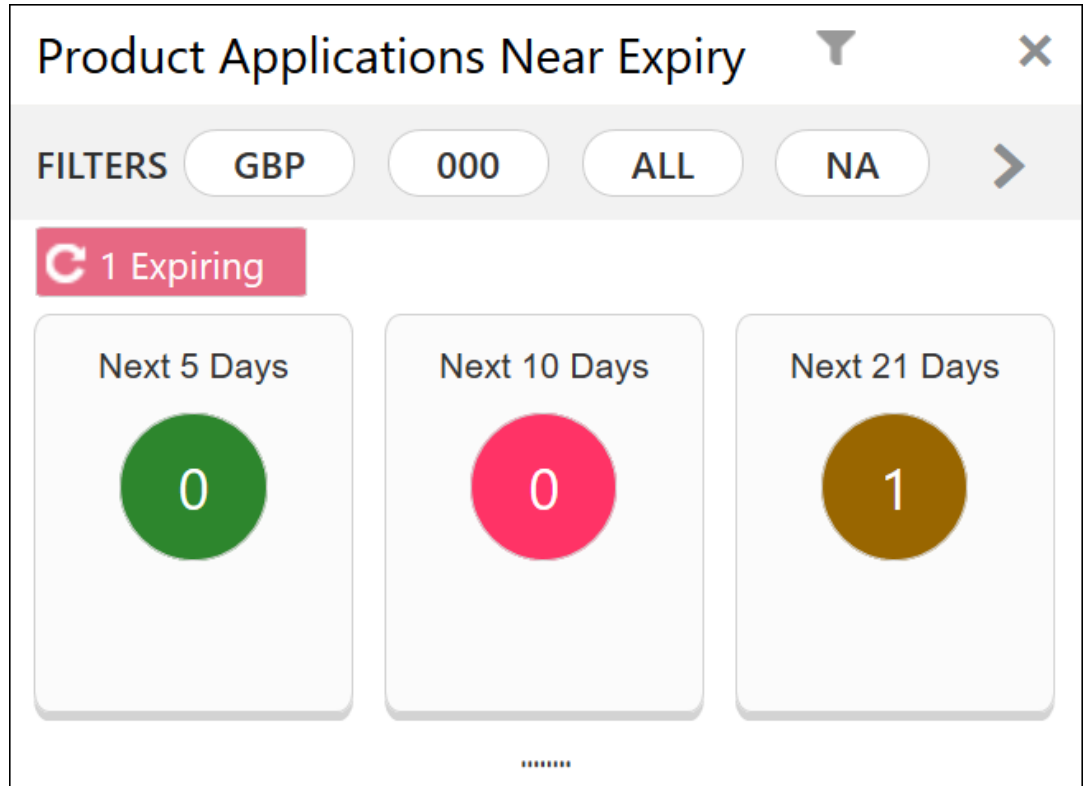 Product Applications Near Expiry
FILTERS GBP 000 ALL NA
1 Expiring
Next 5 Days Next 10 Days Next 21 Days
0 0 1